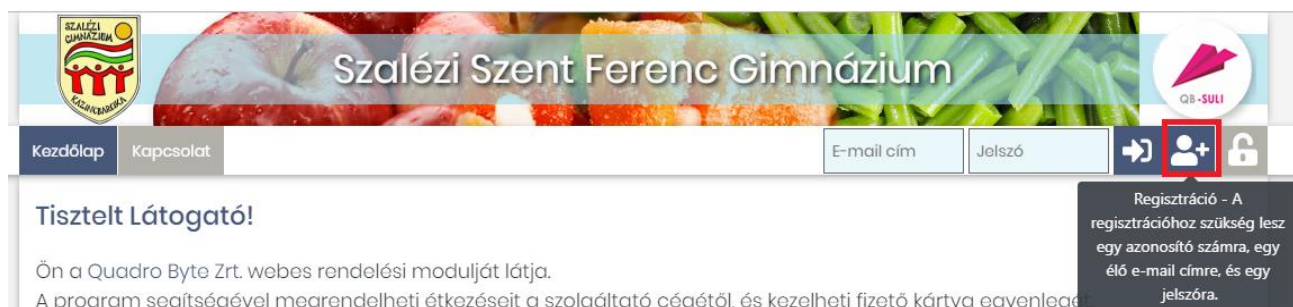 SZALÉZI
GIMNÁZIUM
KAZINCBARCIKA
Szalézi Szent Ferenc Gimnázium
QB-SULI
Kezdőlap
Kapcsolat
E-mail cím
Jelszó
Regisztráció - A
regisztrációhoz szükség lesz
egy azonosító számra, egy
élő e-mail címre, és egy
jelszóra.
Tisztelt Látogató!
Ön a Quadro Byte Zrt. webes rendelési modulját látja.
A program segítségével megrendelheti étkezéseit a szolgáltató cégétől, és kezelheti fizető kártya egyenlegét